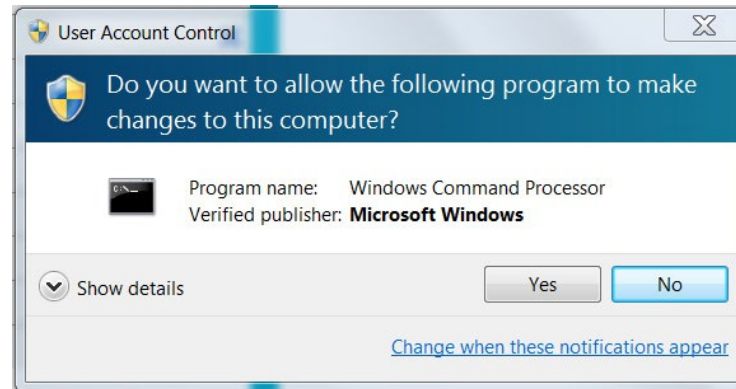 User Account Control
Do you want to allow the following program to make
changes to this computer?
C:\_
Program name: Windows Command Processor
Verified publisher: Microsoft Windows
Show details
Yes
No
Change when these notifications appear